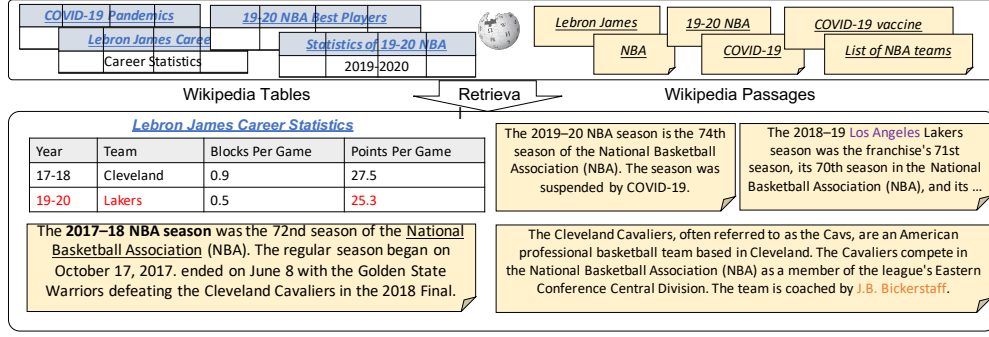 COVID-19 Pandemics
19-20 NBA Best Players
Lebron James Caree
Career Statistics
Statistics of 19-20 NBA
2019-2020
Lebron James
19-20 NBA
COVID-19 vaccine
NBA
COVID-19
List of NBA teams
Wikipedia Tables
Retrieva
Wikipedia Passages
Lebron James Career Statistics
Year Team Blocks Per Game Points Per Game
17-18 Cleveland 0.9 27.5
19-20 Lakers 0.5 25.3
The 2017–18 NBA season was the 72nd season of the National
Basketball Association (NBA). The regular season began on
October 17, 2017. ended on June 8 with the Golden State
Warriors defeating the Cleveland Cavaliers in the 2018 Final.
The 2019–20 NBA season is the 74th
season of the National Basketball
Association (NBA). The season was
suspended by COVID-19.
The 2018–19 Los Angeles Lakers
season was the franchise's 71st
season, its 70th season in the National
Basketball Association (NBA), and its …
The Cleveland Cavaliers, often referred to as the Cavs, are an American
professional basketball team based in Cleveland. The Cavaliers compete in
the National Basketball Association (NBA) as a member of the league's Eastern
Conference Central Division. The team is coached by J.B. Bickerstaff.